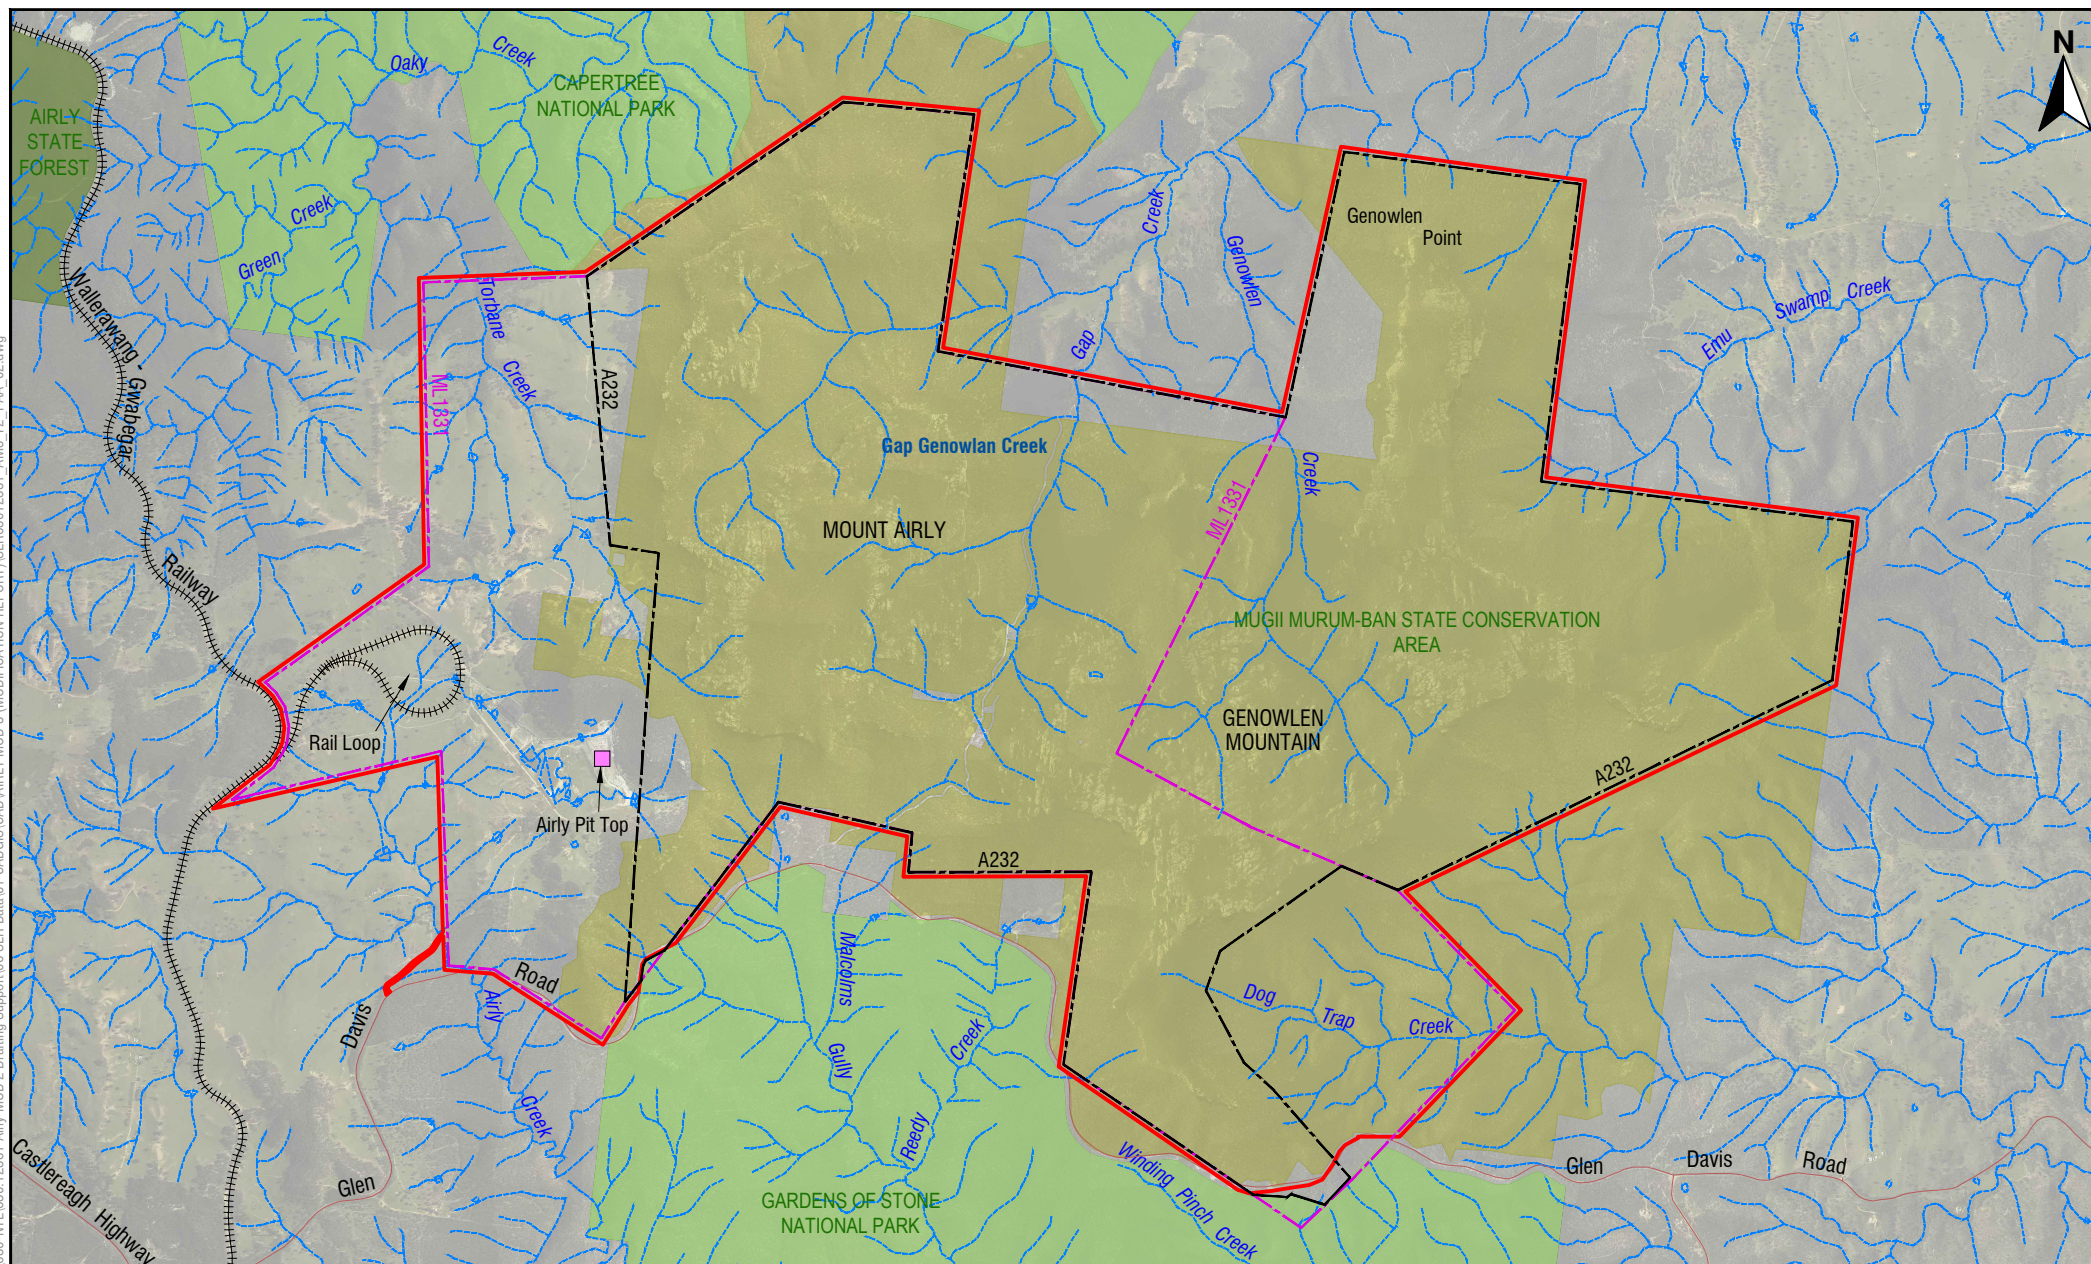 N
Oaky
Creek
CAPERTREE
NATIONAL PARK
AIRLY
STATE
FOREST
Green
Creek
Creek
Genowlen
Point
Gap
Genowlen
Emu
Swamp
Creek
Torbane
Creek
ML1331
A232
Wallerawang - Gwabegar
Railway
Gap Genowlan Creek
Creek
ML1331
MOUNT AIRLY
MUGII MURUM-BAN STATE CONSERVATION
AREA
GENOWLEN
MOUNTAIN
Rail Loop
Airly Pit Top
A232
A232
Road
Davis
Glen
Airly
Creek
Malcolms
Gully
Creek
Reedy
Dog
Trap
Creek
Winding Pinch Creek
Glen
Davis
Road
GARDENS OF STONE
NATIONAL PARK
Castlereagh Highway